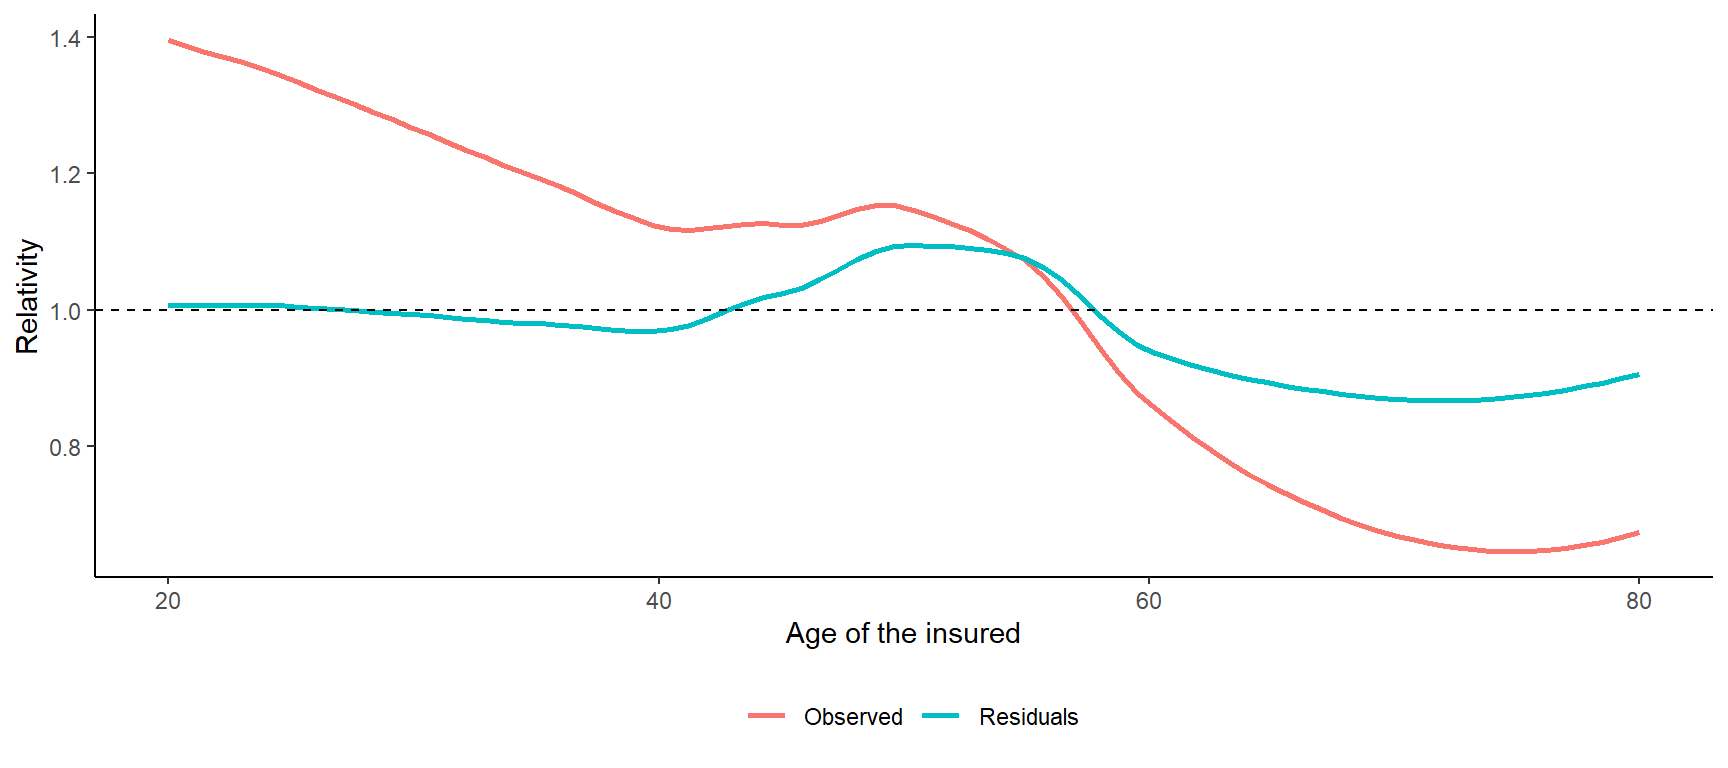 Relativity
1.4
1.2
1.0
0.8
20 40 60 80
Age of the insured
Observed Residuals